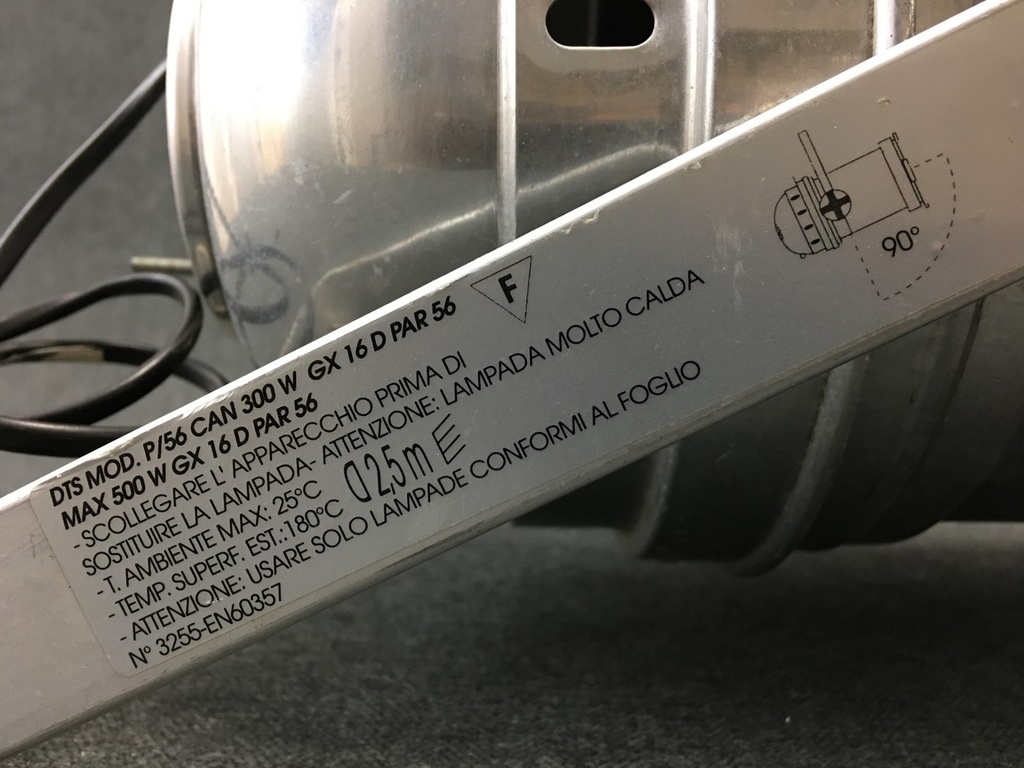 DTS MOD. P/56 CAN 300 W GX 16 D PAR 56
F
MAX 500 W GX 16 D PAR 56
- SCOLLEGARE L' APPARECCHIO PRIMA DI
SOSTITUIRE LA LAMPADA- ATTENZIONE: LAMPADA MOLTO CALDA
- T. AMBIENTE MAX: 25°C
- TEMP. SUPERF. EST.:180°C
0.25m E
- ATTENZIONE: USARE SOLO LAMPADE CONFORMI AL FOGLIO
N° 3255-EN60357
90°